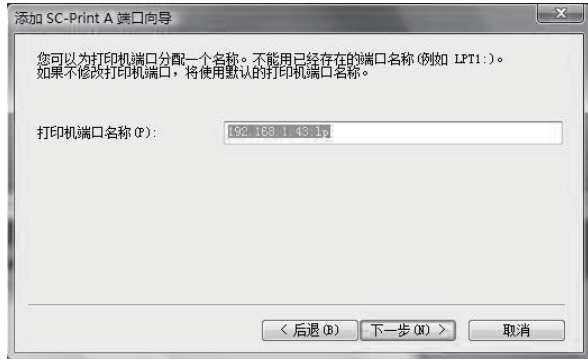 添加 SC-Print A 端口向导
您可以为打印机端口分配一个名称。不能用已经存在的端口名称(例如 LPT1:)。
如果不修改打印机端口，将使用默认的打印机端口名称。
打印机端口名称(P):
192.168.1.43:lp
< 后退(B)
下一步(N) >
取消